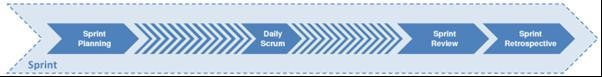 Sprint
Planning
Daily
Scrum
Sprint
Review
Sprint
Retrospective
Sprint